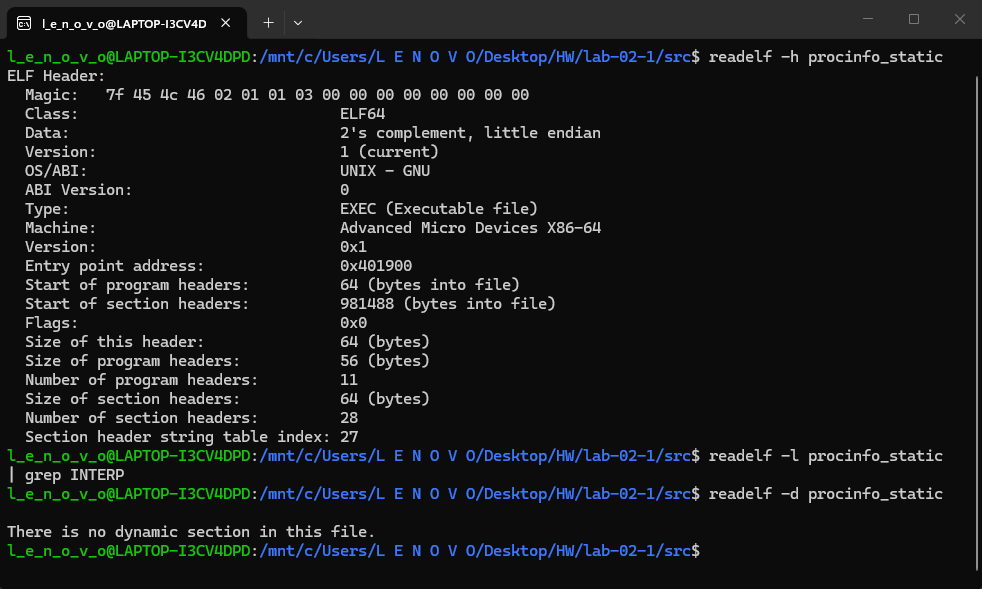 l_e_n_o_v_o@LAPTOP-I3CV4D
l_e_n_o_v_o@LAPTOP-I3CV4DPD:/mnt/c/Users/L E N O V O/Desktop/HW/lab-02-1/src$ readelf -h procinfo_static
ELF Header:
  Magic:   7f 45 4c 46 02 01 01 03 00 00 00 00 00 00 00 00
  Class:                             ELF64
  Data:                              2's complement, little endian
  Version:                           1 (current)
  OS/ABI:                            UNIX - GNU
  ABI Version:                       0
  Type:                              EXEC (Executable file)
  Machine:                           Advanced Micro Devices X86-64
  Version:                           0x1
  Entry point address:               0x401900
  Start of program headers:          64 (bytes into file)
  Start of section headers:          981488 (bytes into file)
  Flags:                             0x0
  Size of this header:               64 (bytes)
  Size of program headers:           56 (bytes)
  Number of program headers:         11
  Size of section headers:           64 (bytes)
  Number of section headers:         28
  Section header string table index: 27
l_e_n_o_v_o@LAPTOP-I3CV4DPD:/mnt/c/Users/L E N O V O/Desktop/HW/lab-02-1/src$ readelf -l procinfo_static
| grep INTERP
l_e_n_o_v_o@LAPTOP-I3CV4DPD:/mnt/c/Users/L E N O V O/Desktop/HW/lab-02-1/src$ readelf -d procinfo_static
There is no dynamic section in this file.
l_e_n_o_v_o@LAPTOP-I3CV4DPD:/mnt/c/Users/L E N O V O/Desktop/HW/lab-02-1/src$